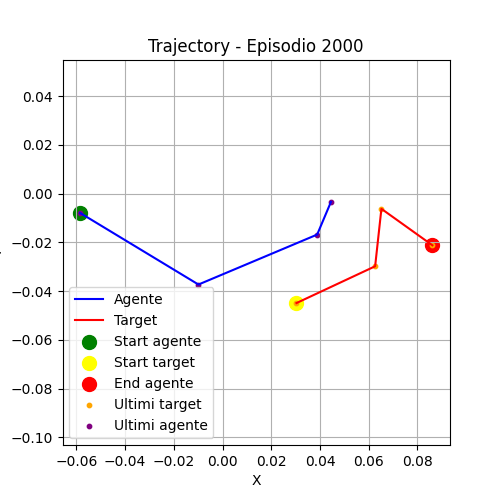 Trajectory - Episodio 2000
0.04
0.02
0.00
−0.02
−0.04
−0.06
−0.08
−0.10
Agente
Target
Start agente
Start target
End agente
Ultimi target
Ultimi agente
−0.06 −0.04 −0.02 0.00 0.02 0.04 0.06 0.08
X